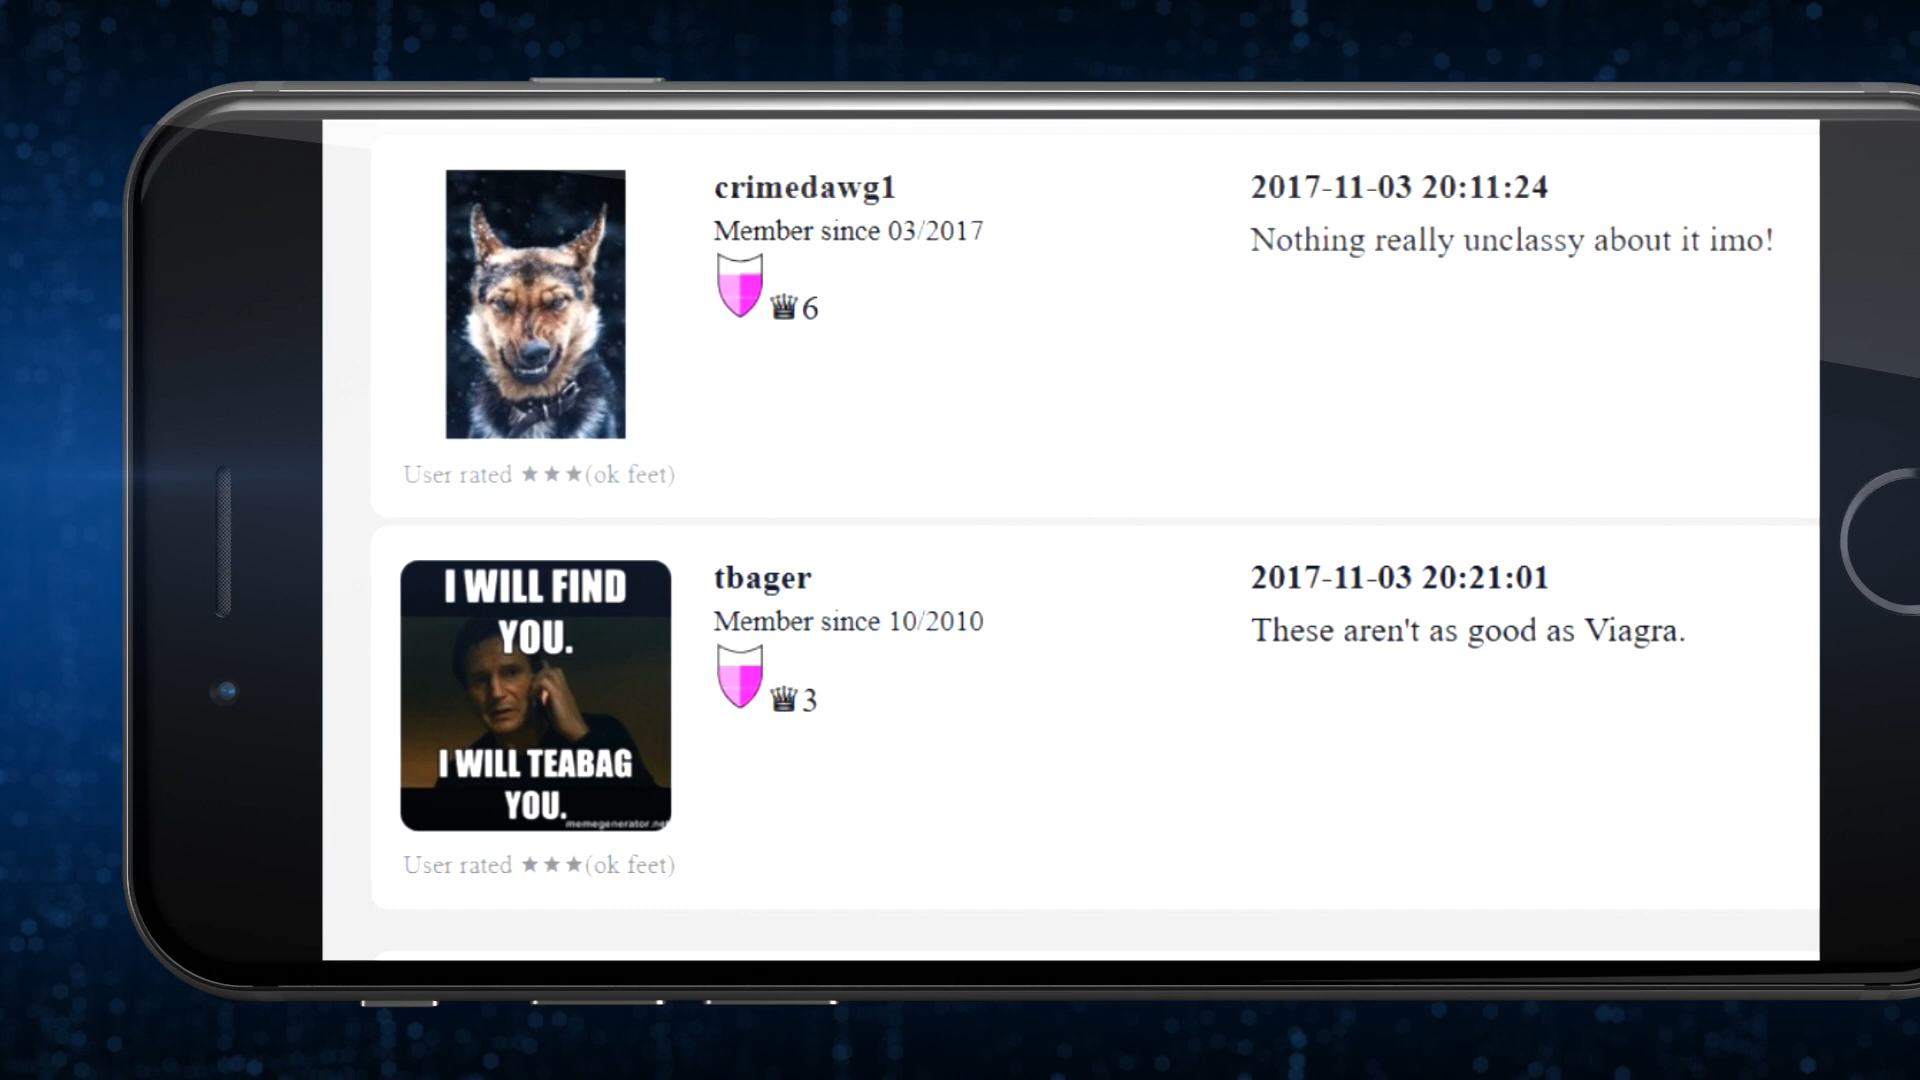 crimedawg1
Member since 03/2017
6
2017-11-03 20:11:24
Nothing really unclassy about it imo!
User rated ★★★(ok feet)
I WILL FIND
YOU.
I WILL TEABAG
YOU.
memegenerator.net
tbager
Member since 10/2010
3
2017-11-03 20:21:01
These aren't as good as Viagra.
User rated ★★★(ok feet)